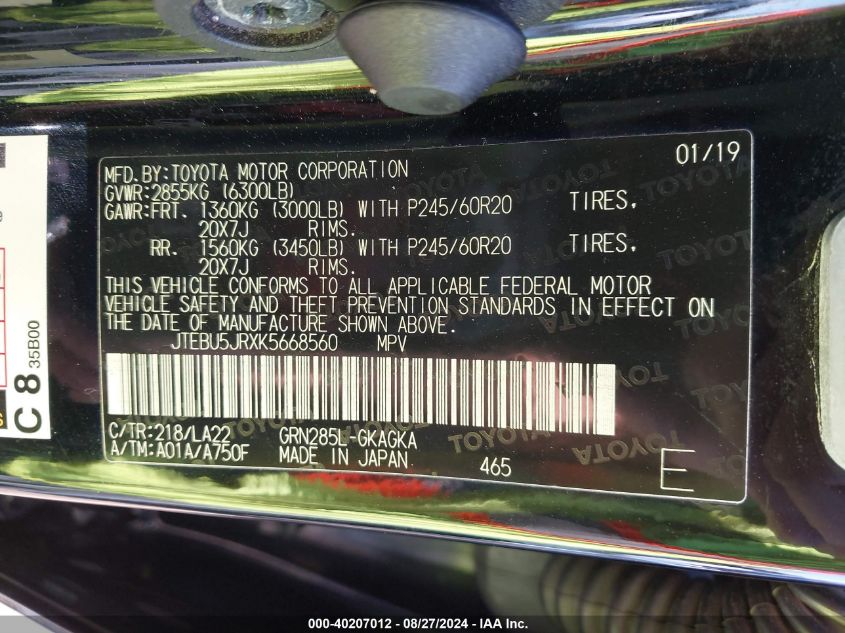 MFD.BY:TOYOTA MOTOR CORPORATION 01/19
GVWR:2855KG (6300LB)
GAWR:FRT. 1360KG (3000LB) WITH P245/60R20 TIRES,
20X7J RIMS.
RR. 1560KG (3450LB) WITH P245/60R20 TIRES,
20X7J RIMS.
THIS VEHICLE CONFORMS TO ALL APPLICABLE FEDERAL MOTOR
VEHICLE SAFETY AND THEFT PREVENTION STANDARDS IN EFFECT ON
THE DATE OF MANUFACTURE SHOWN ABOVE.
JTEBU5JRXK5668560 MPV
C/TR:218/LA22 GRN285L-GKAGKA
A/TM:A01A/A750F MADE IN JAPAN 465 E
C 8 35B00
000-40207012 - 08/27/2024 - IAA Inc.